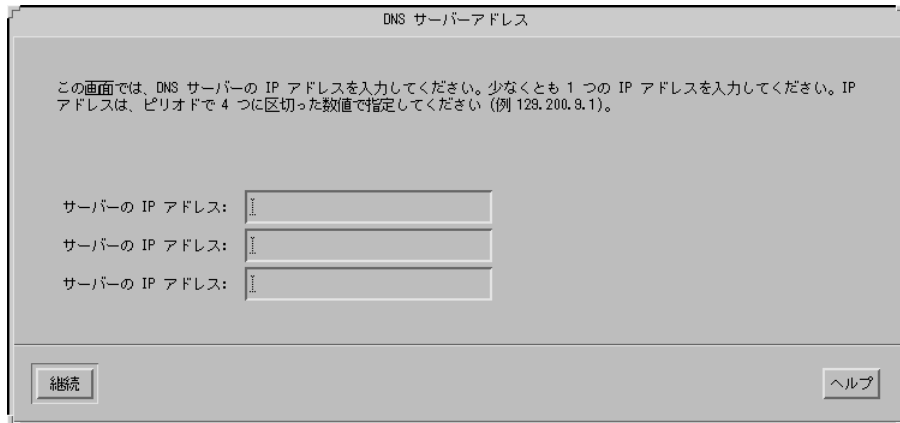 DNS サーバーアドレス
この画面では、DNS サーバーの IP アドレスを入力してください。少なくとも 1 つの IP アドレスを入力してください。IP
アドレスは、ピリオドで 4 つに区切った数値で指定してください (例 129.200.9.1)。
サーバーの IP アドレス:
サーバーの IP アドレス:
サーバーの IP アドレス:
継続
ヘルプ